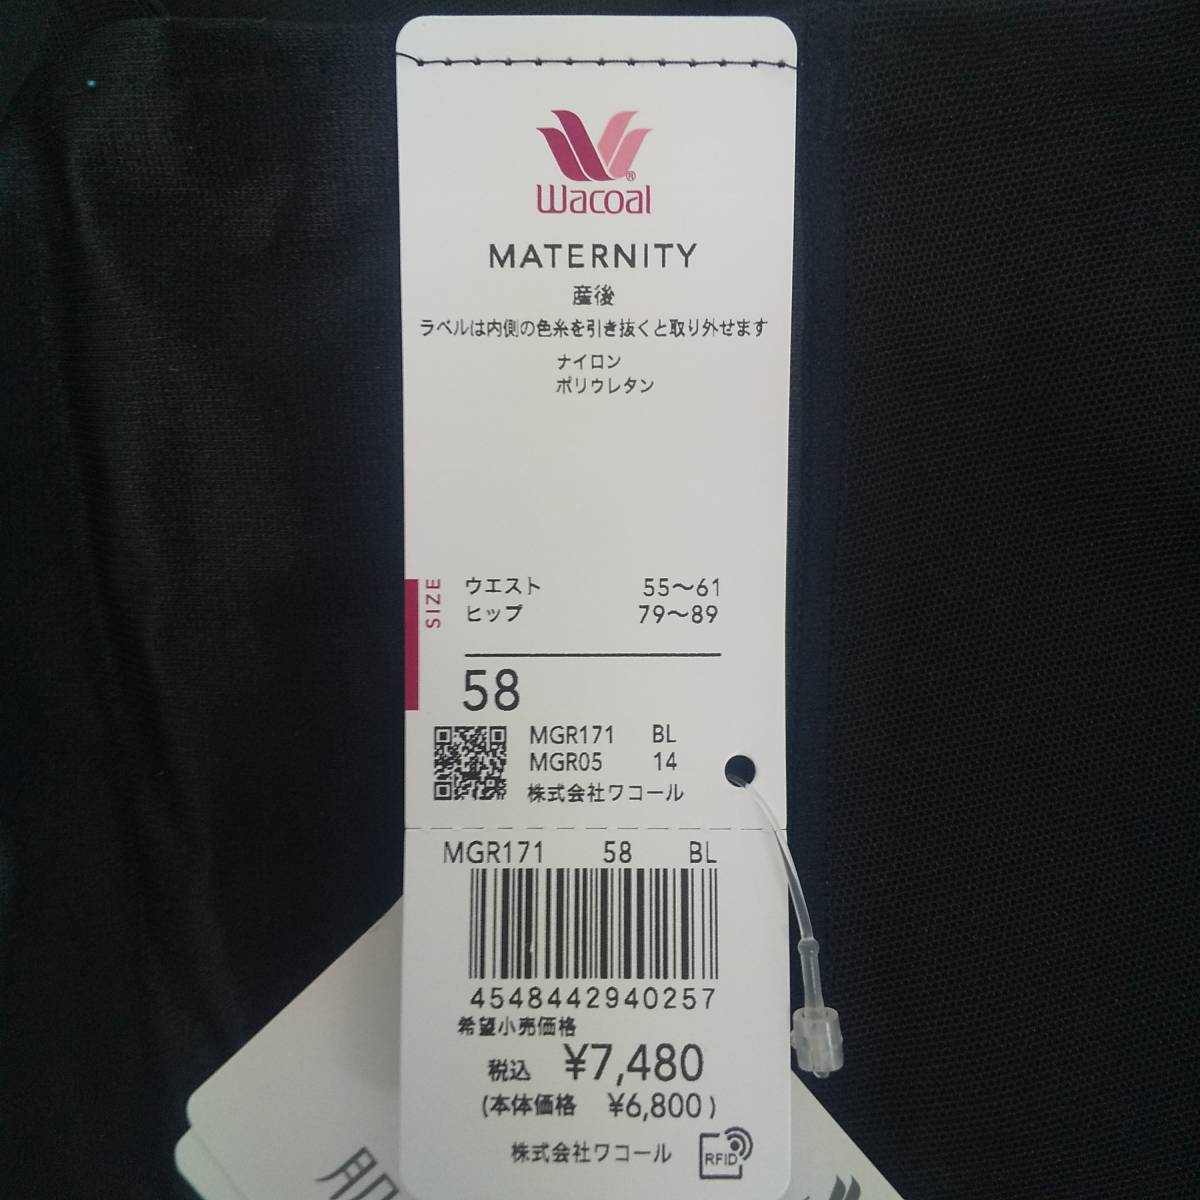 Wacoal®
MATERNITY
産後
ラベルは内側の色糸を引き抜くと取り外せます
ナイロン
ポリウレタン
SIZE
ウエスト 55〜61
ヒップ 79〜89
58
MGR171 BL
MGR05 14
株式会社ワコール
MGR171 58 BL
4548442940257
希望小売価格
税込 ¥7,480
(本体価格 ¥6,800)
株式会社ワコール
RFID